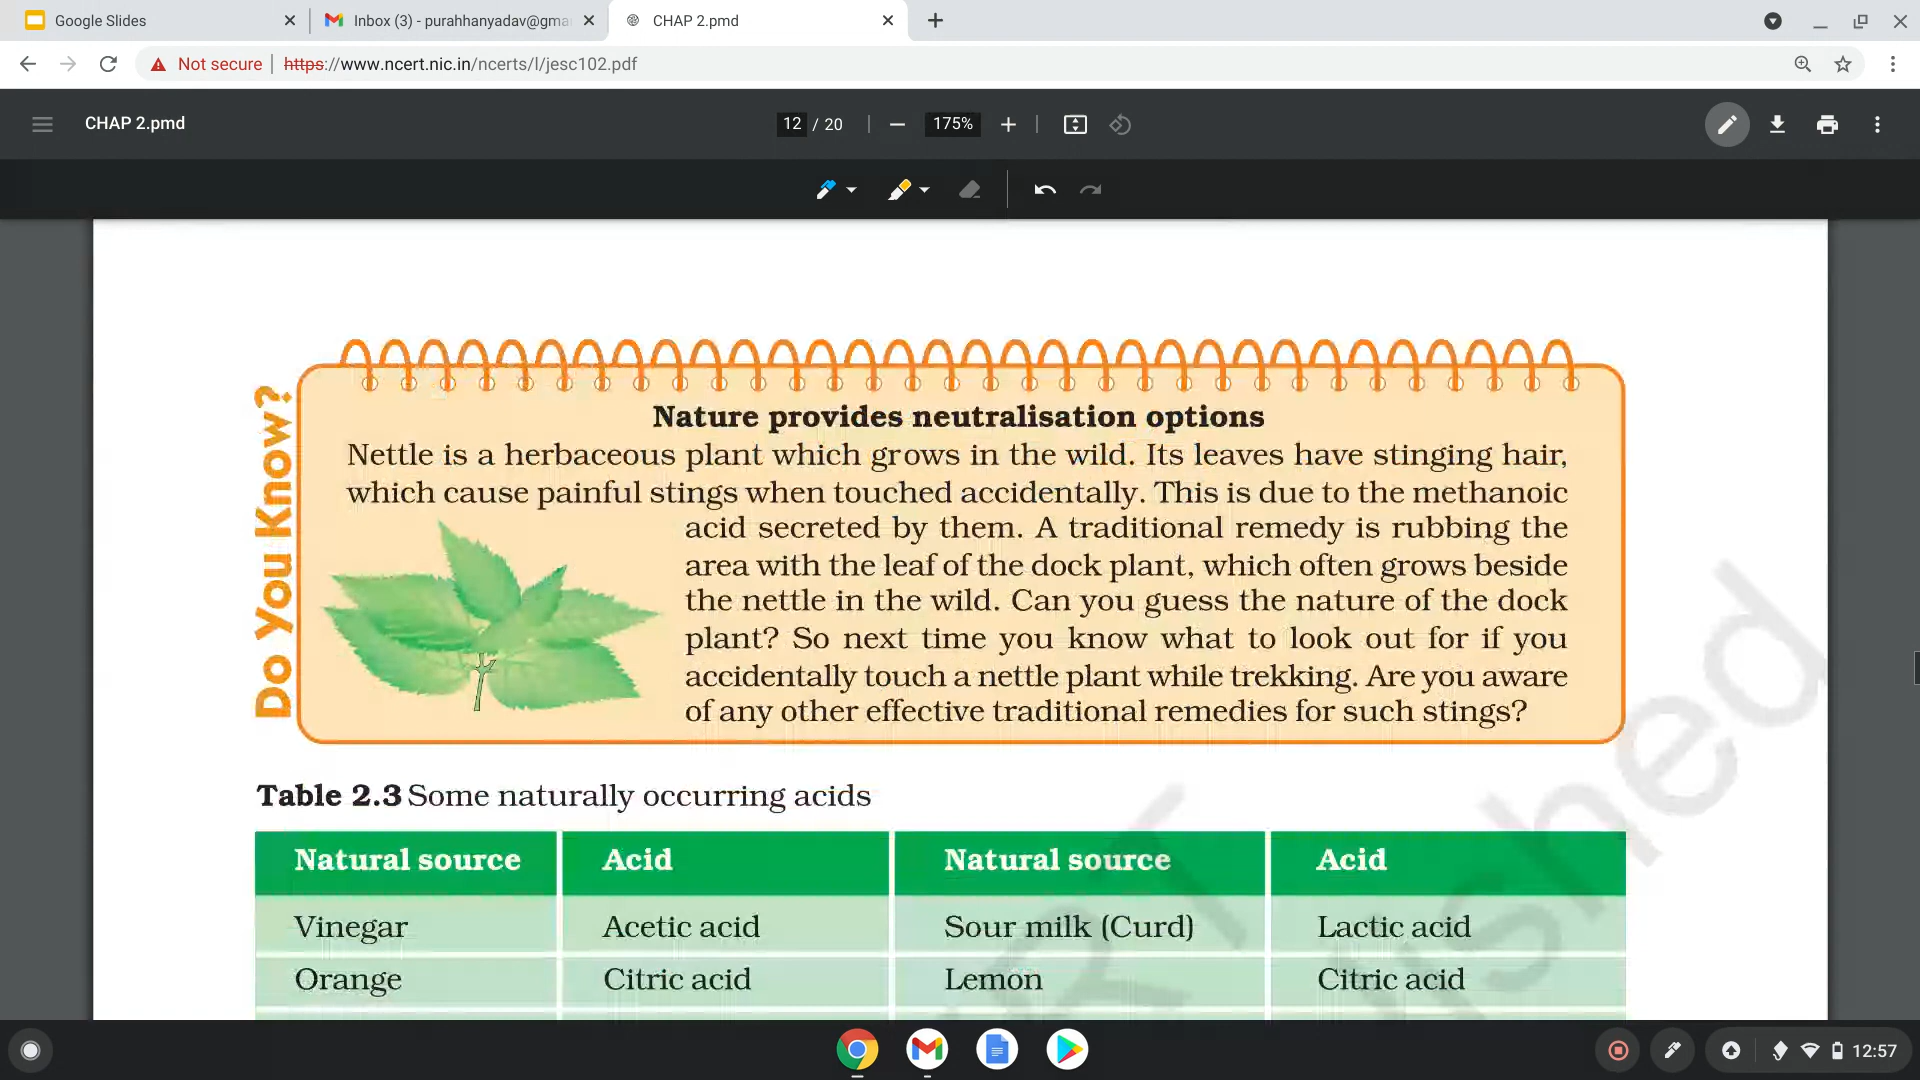 Google Slides
Inbox (3) - purahhanyadav@gma
CHAP 2.pmd
Not secure
https://www.ncert.nic.in/ncerts/l/jesc102.pdf
CHAP 2.pmd
12 / 20
175%
Do You Know?
Nature provides neutralisation options
Nettle is a herbaceous plant which grows in the wild. Its leaves have stinging hair,
which cause painful stings when touched accidentally. This is due to the methanoic
acid secreted by them. A traditional remedy is rubbing the
area with the leaf of the dock plant, which often grows beside
the nettle in the wild. Can you guess the nature of the dock
plant? So next time you know what to look out for if you
accidentally touch a nettle plant while trekking. Are you aware
of any other effective traditional remedies for such stings?
Table 2.3 Some naturally occurring acids
Natural source Acid Natural source Acid
Vinegar Acetic acid Sour milk (Curd) Lactic acid
Orange Citric acid Lemon Citric acid
12:57